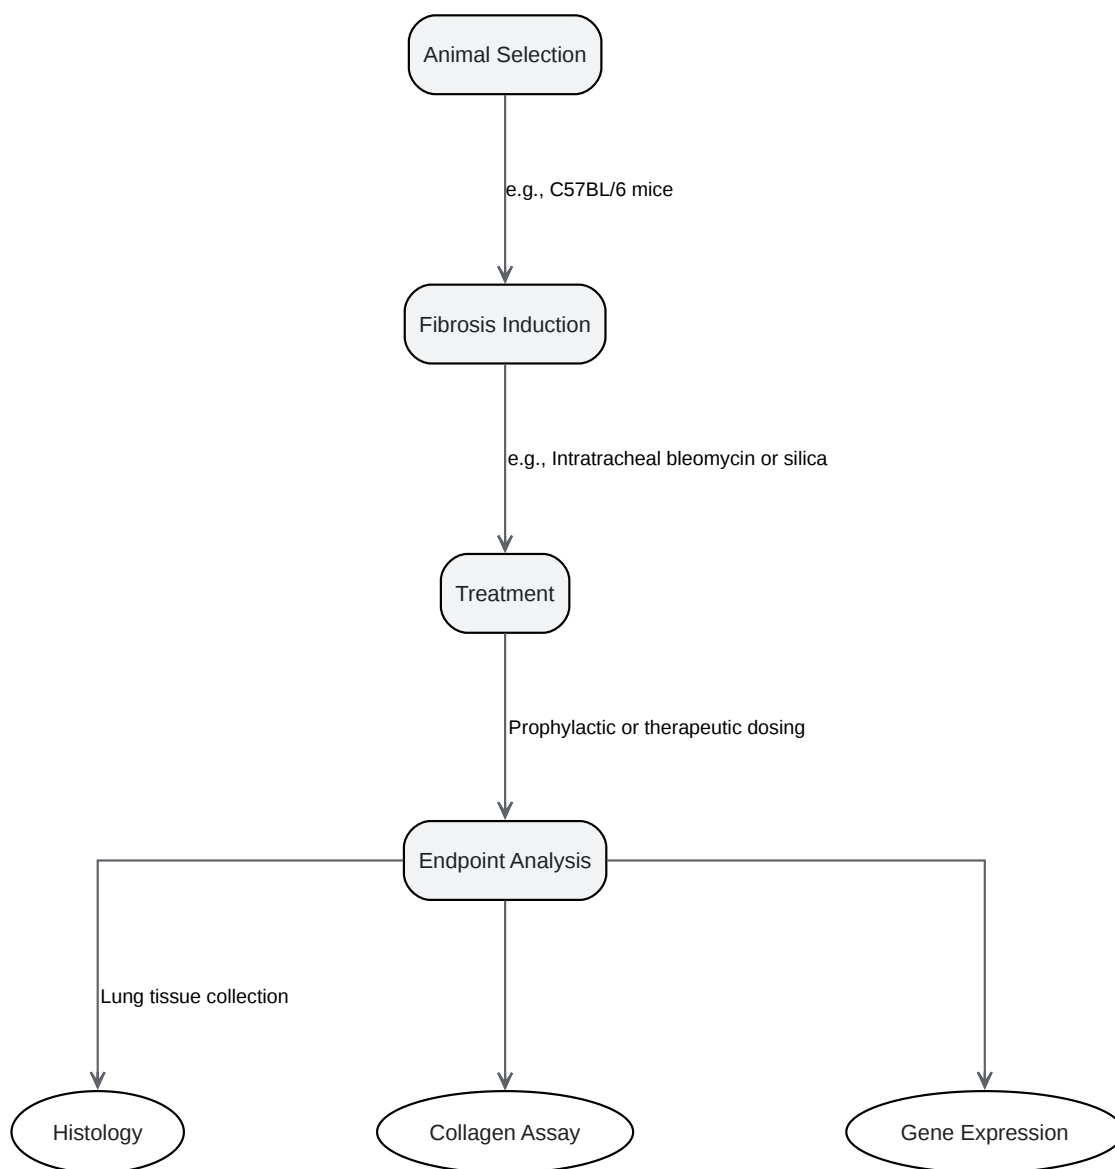 Animal Selection
e.g., C57BL/6 mice
Fibrosis Induction
e.g., Intratracheal bleomycin or silica
Treatment
Prophylactic or therapeutic dosing
Endpoint Analysis
Lung tissue collection
Histology
Collagen Assay
Gene Expression